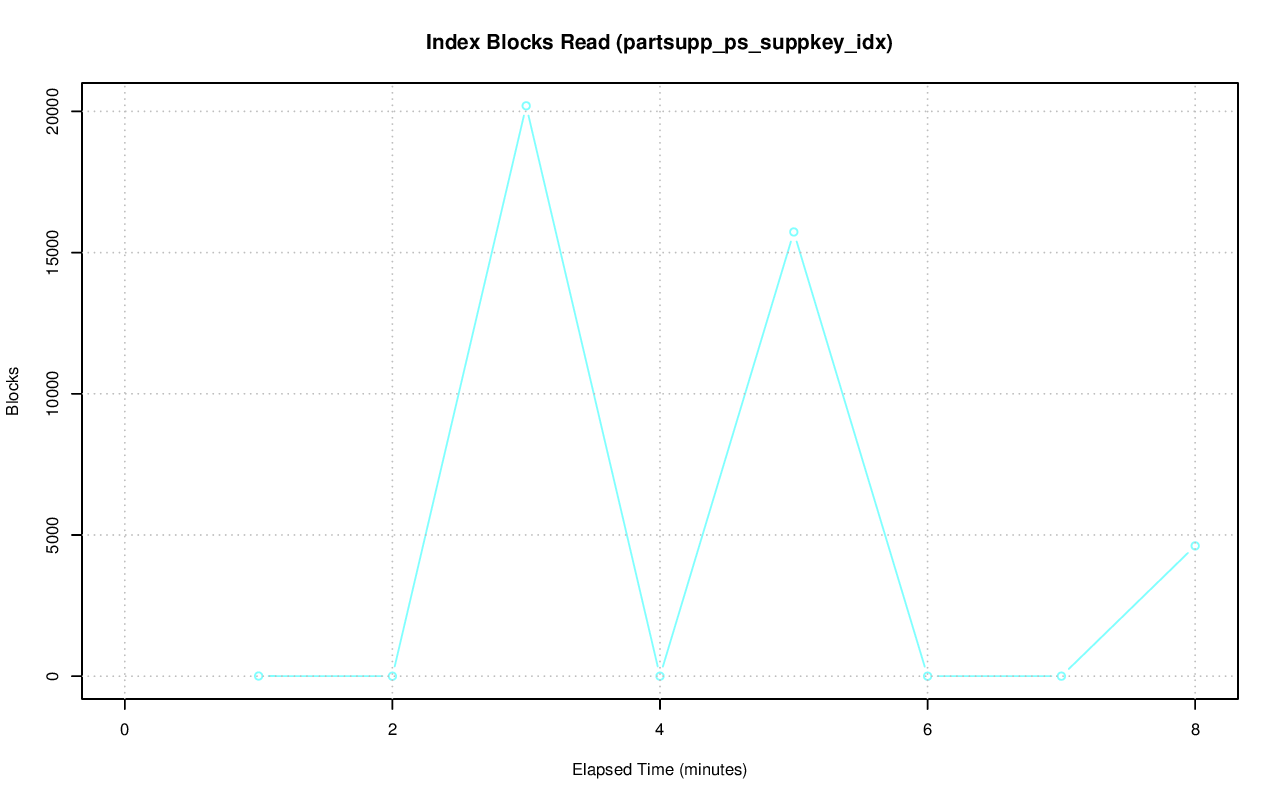 Index Blocks Read (partsupp_ps_suppkey_idx)
20000
15000
10000
5000
0
Blocks
0 2 4 6 8
Elapsed Time (minutes)